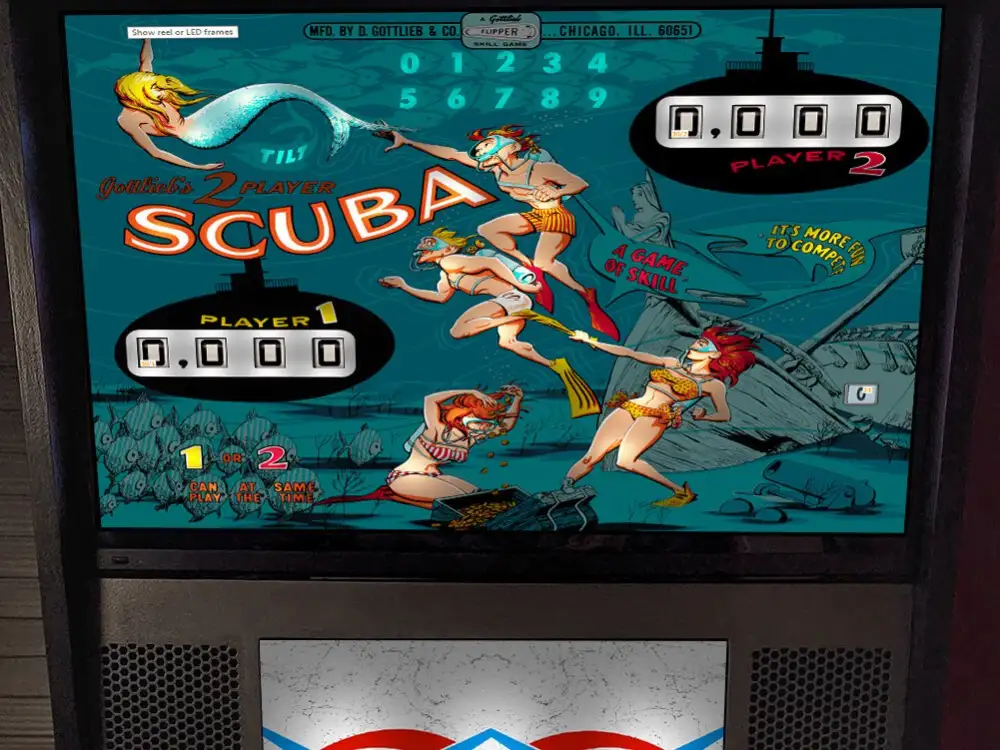 Show reel or LED frames
A Gottlieb
FLIPPER
SKILL GAME
MFD. BY D. GOTTLIEB & CO. ...CHICAGO. ILL. 60651
0 1 2 3 4
5 6 7 8 9
0,000
PLAYER 2
TILT
Gottlieb's 2 PLAYER
SCUBA
IT'S MORE FUN
TO COMPETE
A GAME
OF SKILL
PLAYER 1
0,000
1 OR 2
CAN AT SAME
PLAY THE TIME